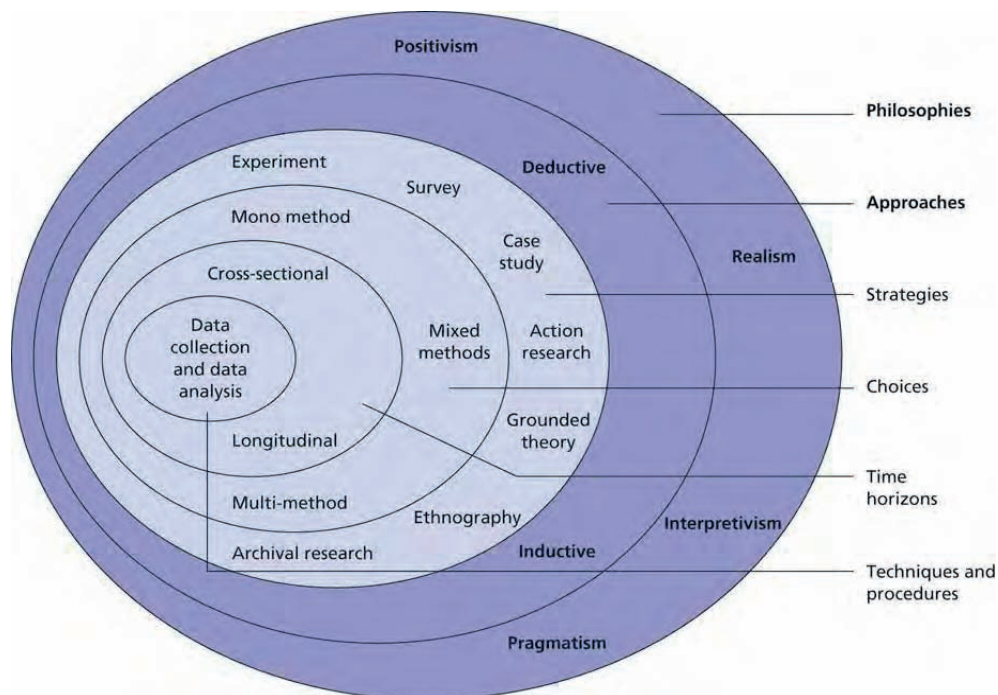 Positivism
Philosophies
Experiment
Deductive
Survey
Approaches
Mono method
Case
study
Realism
Cross-sectional
Strategies
Data
collection
and data
analysis
Mixed
methods
Action
research
Choices
Grounded
theory
Longitudinal
Time
horizons
Multi-method
Ethnography
Interpretivism
Archival research
Inductive
Techniques and
procedures
Pragmatism